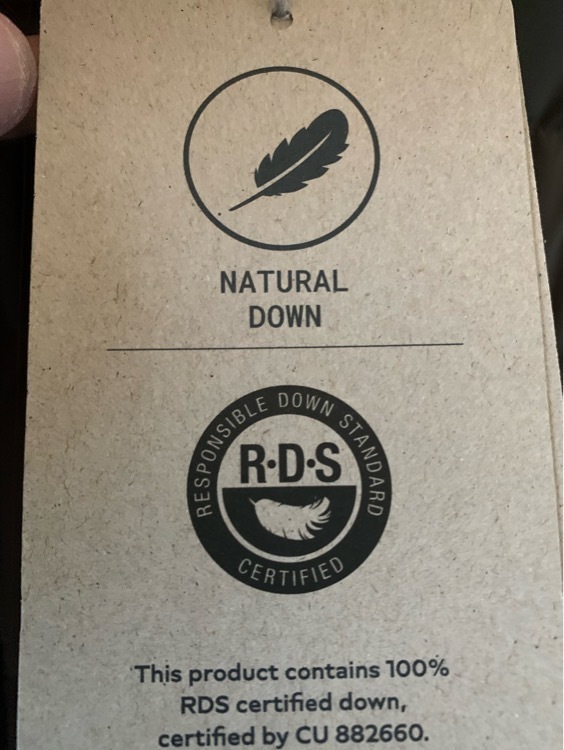 NATURAL
DOWN
RESPONSIBLE DOWN STANDARD
R·D·S
CERTIFIED
This product contains 100%
RDS certified down,
certified by CU 882660.